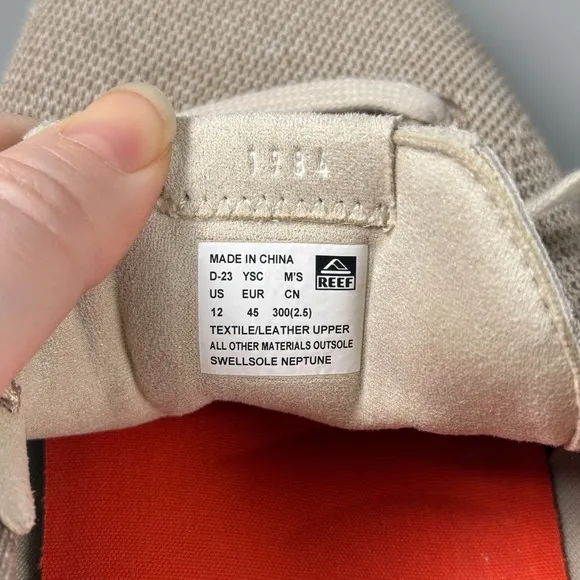 1984
MADE IN CHINA
D-23 YSC M'S
US EUR CN
12 45 300(2.5)
TEXTILE/LEATHER UPPER
ALL OTHER MATERIALS OUTSOLE
SWELLSOLE NEPTUNE
REEF